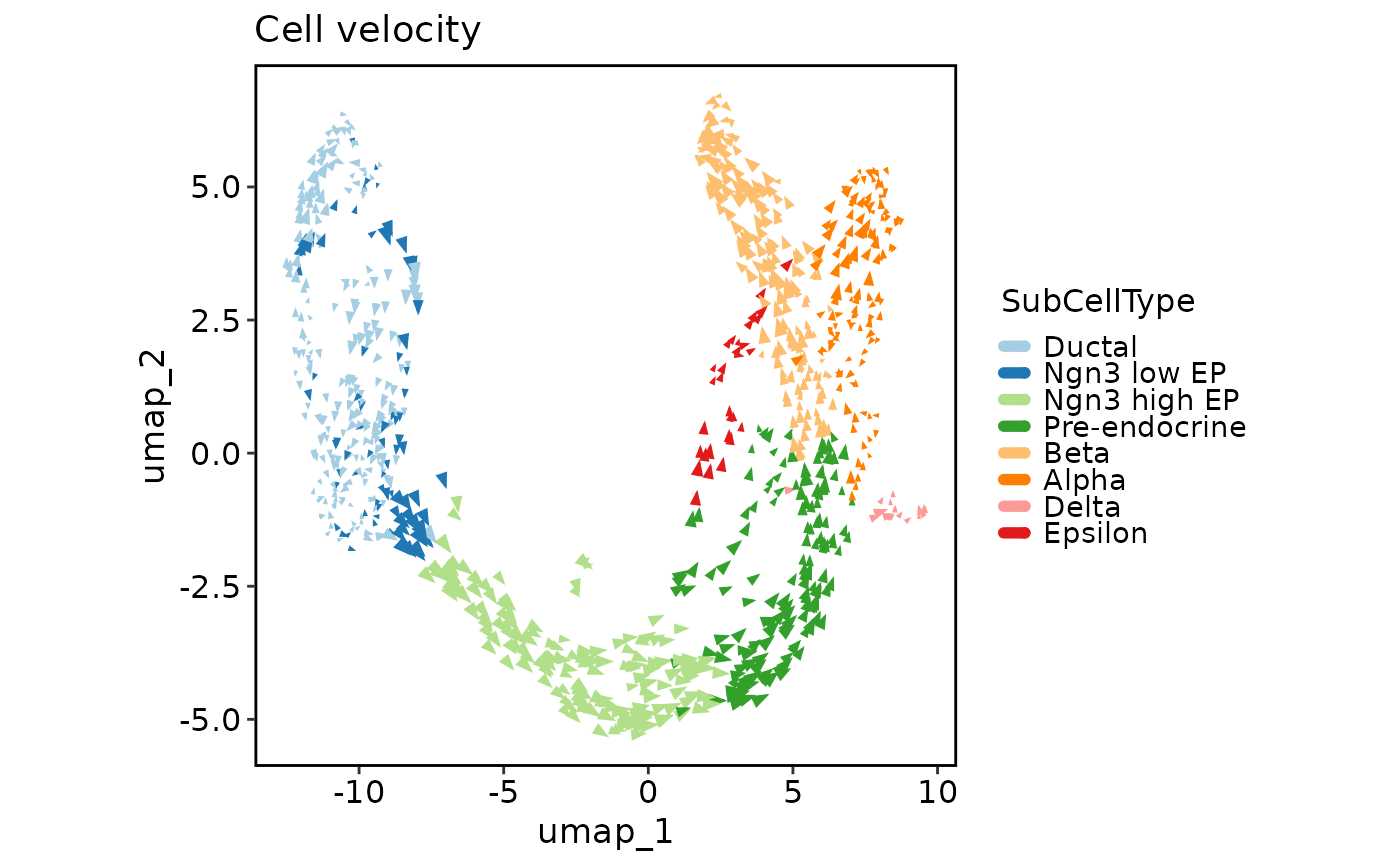 Cell velocity
5.0
2.5
0.0
-2.5
-5.0
umap_2
-10
-5
0
5
10
umap_1
SubCellType
Ductal
Ngn3 low EP
Ngn3 high EP
Pre-endocrine
Beta
Alpha
Delta
Epsilon